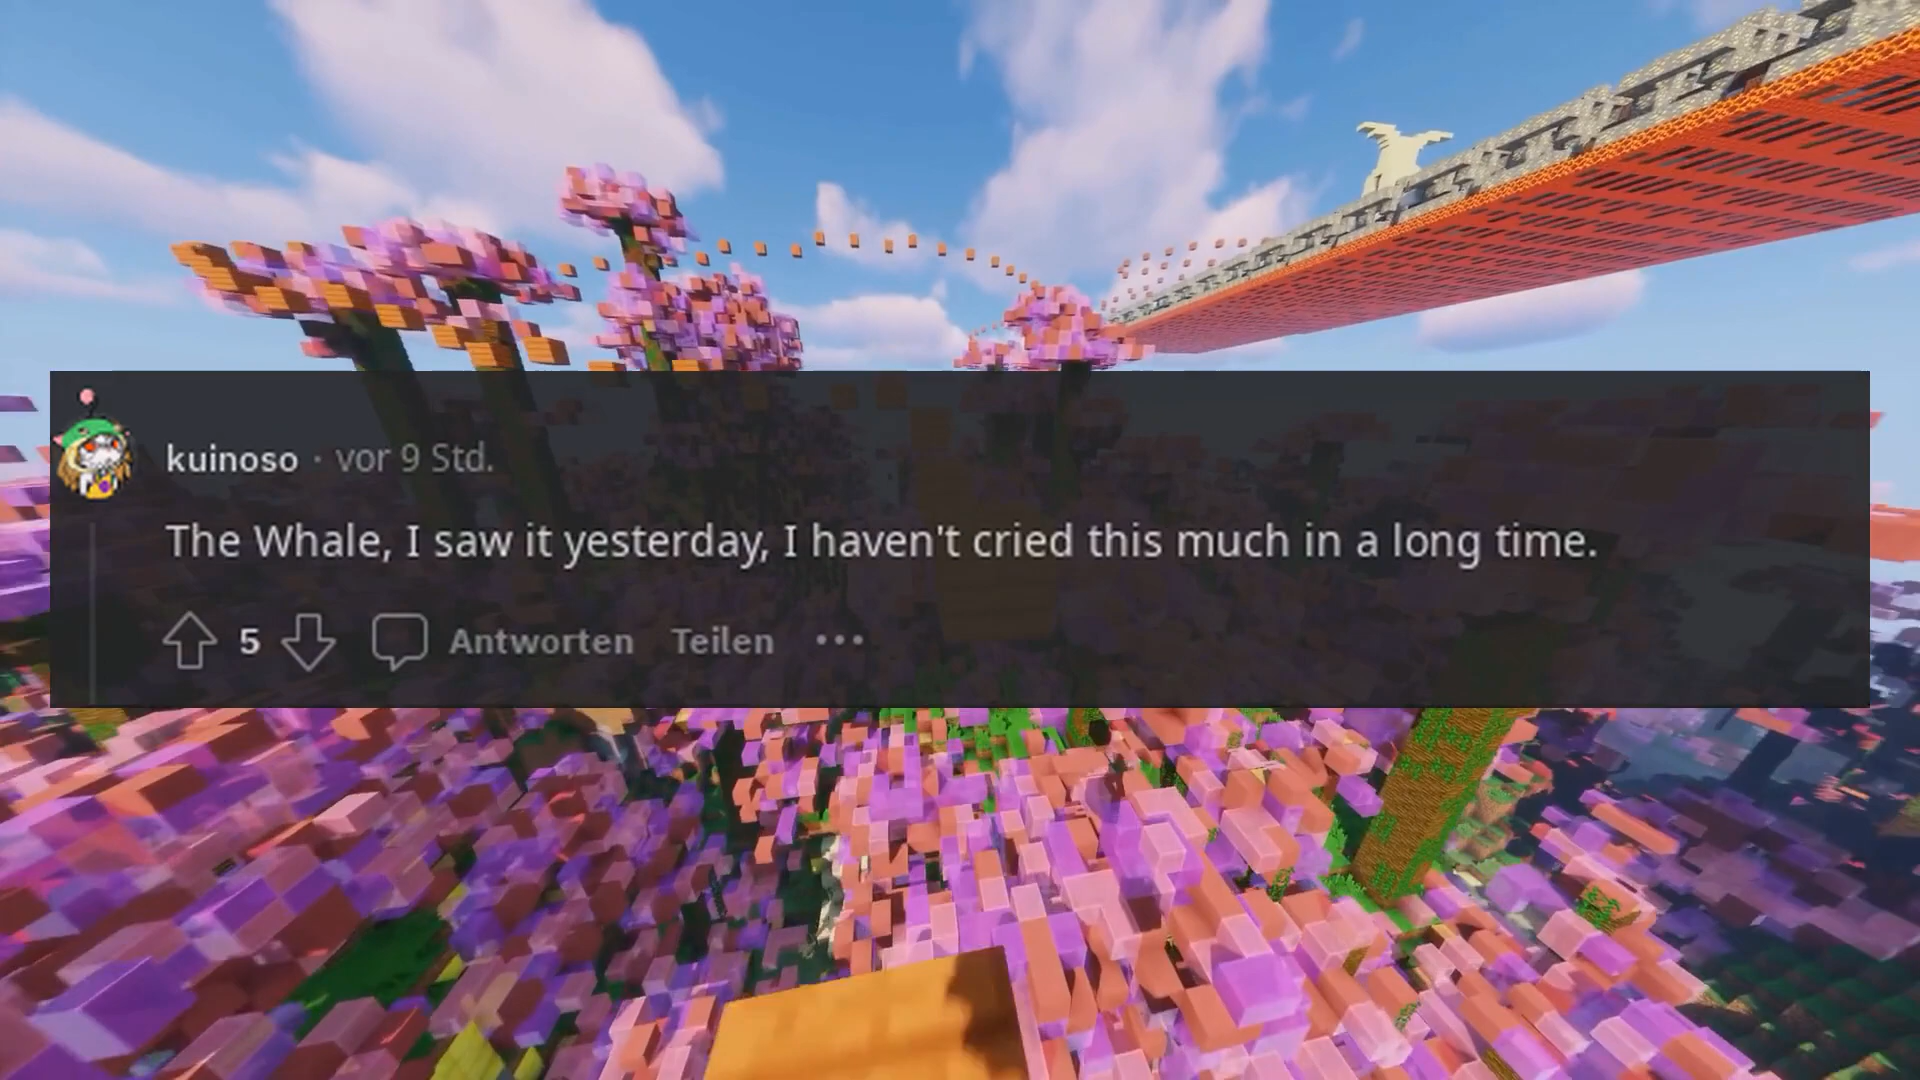 kuinoso · vor 9 Std.
The Whale, I saw it yesterday, I haven't cried this much in a long time.
5 Antworten Teilen ...